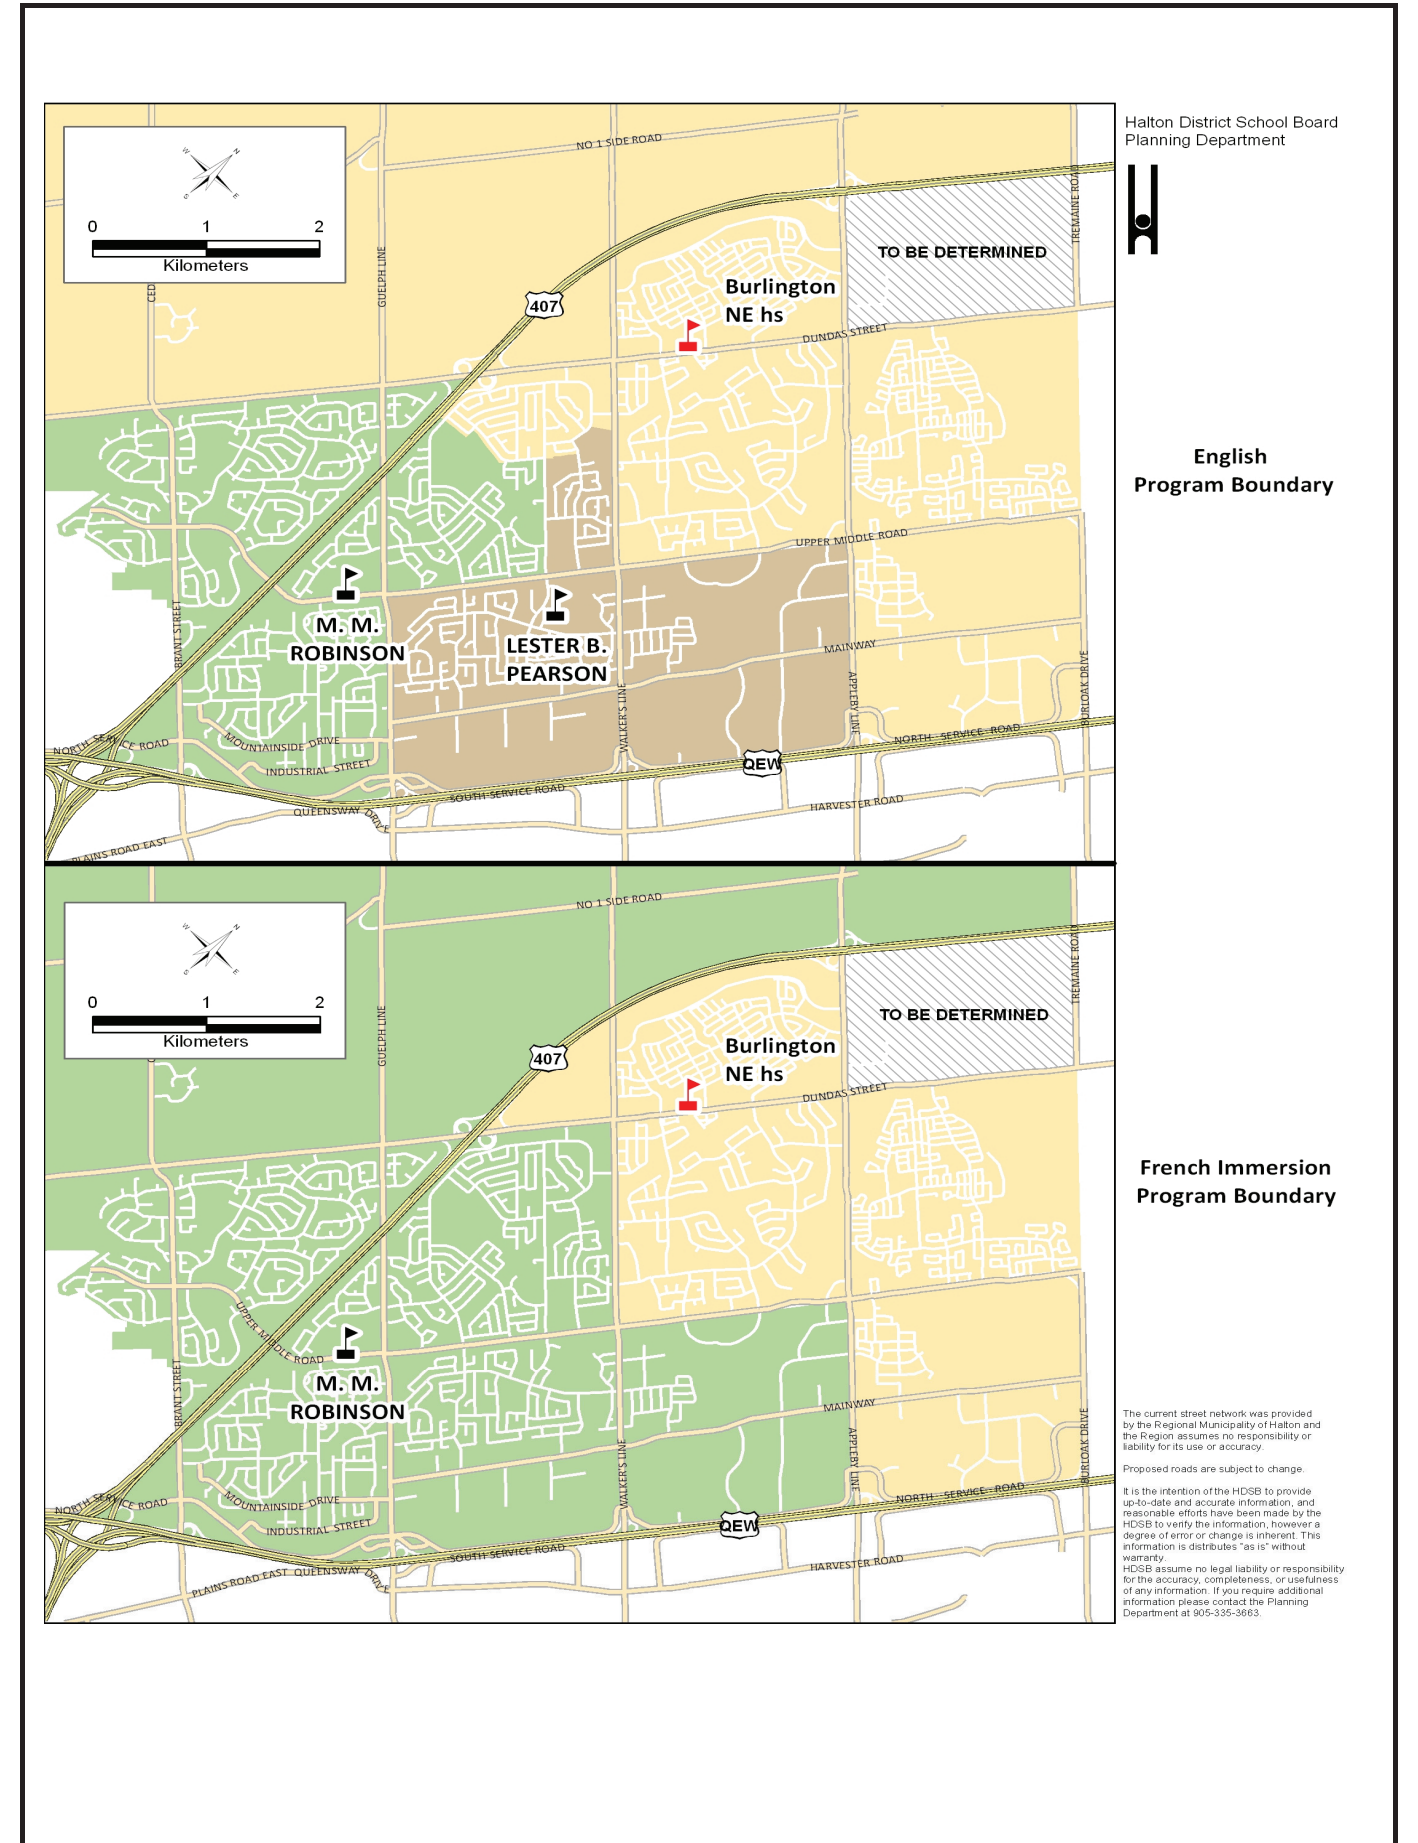 Halton District School Board
Planning Department
W
N
S
E
0 1 2
Kilometers
NO 1 SIDE ROAD
TREMAINE ROAD
CED
GUELPH LINE
TO BE DETERMINED
407
Burlington
NE hs
DUNDAS STREET
English
Program Boundary
UPPER MIDDLE ROAD
M. M.
ROBINSON
LESTER B.
PEARSON
BRANT STREET
MAINWAY
WALKER'S LINE
APPLEBY LINE
BURLOAK DRIVE
NORTH SERVICE ROAD
MOUNTAINSIDE DRIVE
INDUSTRIAL STREET
NORTH SERVICE ROAD
QEW
SOUTH SERVICE ROAD
HARVESTER ROAD
QUEENSWAY DRIVE
PLAINS ROAD EAST
W
N
S
E
0 1 2
Kilometers
NO 1 SIDE ROAD
TREMAINE ROAD
GUELPH LINE
TO BE DETERMINED
407
Burlington
NE hs
DUNDAS STREET
French Immersion
Program Boundary
UPPER MIDDLE ROAD
M. M.
ROBINSON
BRANT STREET
MAINWAY
WALKER'S LINE
APPLEBY LINE
BURLOAK DRIVE
NORTH SERVICE ROAD
MOUNTAINSIDE DRIVE
INDUSTRIAL STREET
NORTH SERVICE ROAD
QEW
SOUTH SERVICE ROAD
HARVESTER ROAD
PLAINS ROAD EAST
QUEENSWAY DRIVE
The current street network was provided
by the Regional Municipality of Halton and
the Region assumes no responsibility or
liability for its use or accuracy.
Proposed roads are subject to change.
It is the intention of the HDSB to provide
up-to-date and accurate information, and
reasonable efforts have been made by the
HDSB to verify the information, however a
degree of error or change is inherent. This
information is distributes "as is" without
warranty.
HDSB assume no legal liability or responsibility
for the accuracy, completeness, or usefulness
of any information. If you require additional
information please contact the Planning
Department at 905-335-3663.